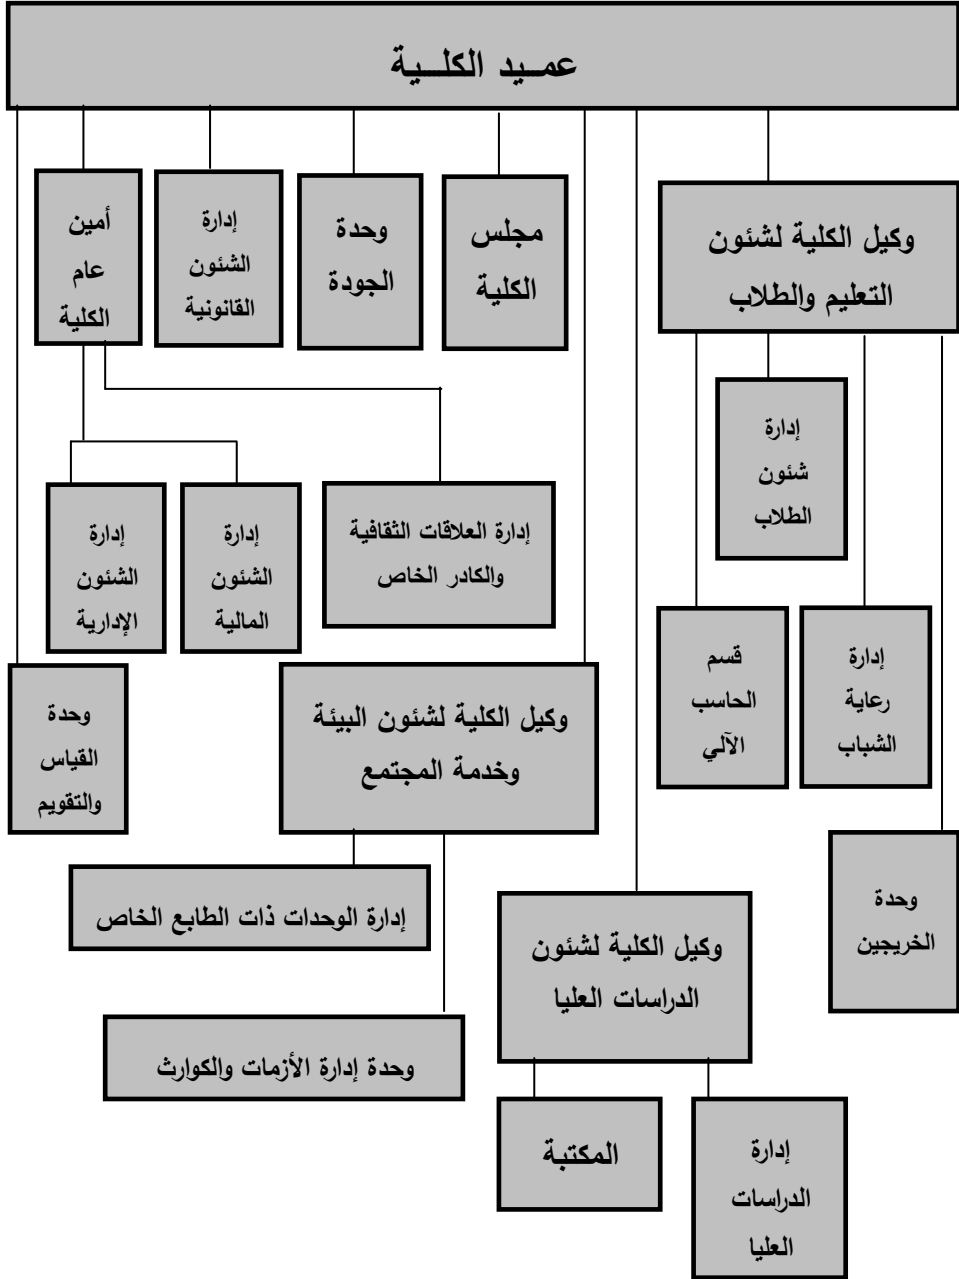 عمــيد الكلــــية
وكيل الكلية لشئون
التعليم والطلاب
مجلس
الكلية
وحدة
الجودة
إدارة
الشئون
القانونية
أمين
عام
الكلية
إدارة
شئون
الطلاب
إدارة العلاقات الثقافية
والكادر الخاص
إدارة
الشئون
المالية
إدارة
الشئون
الإدارية
إدارة
رعاية
الشباب
قسم
الحاسب
الآلي
وكيل الكلية لشئون البيئة
وخدمة المجتمع
وحدة
القياس
والتقويم
وحدة
الخريجين
إدارة الوحدات ذات الطابع الخاص
وكيل الكلية لشئون
الدراسات العليا
وحدة إدارة الأزمات والكوارث
إدارة
الدراسات
العليا
المكتبة